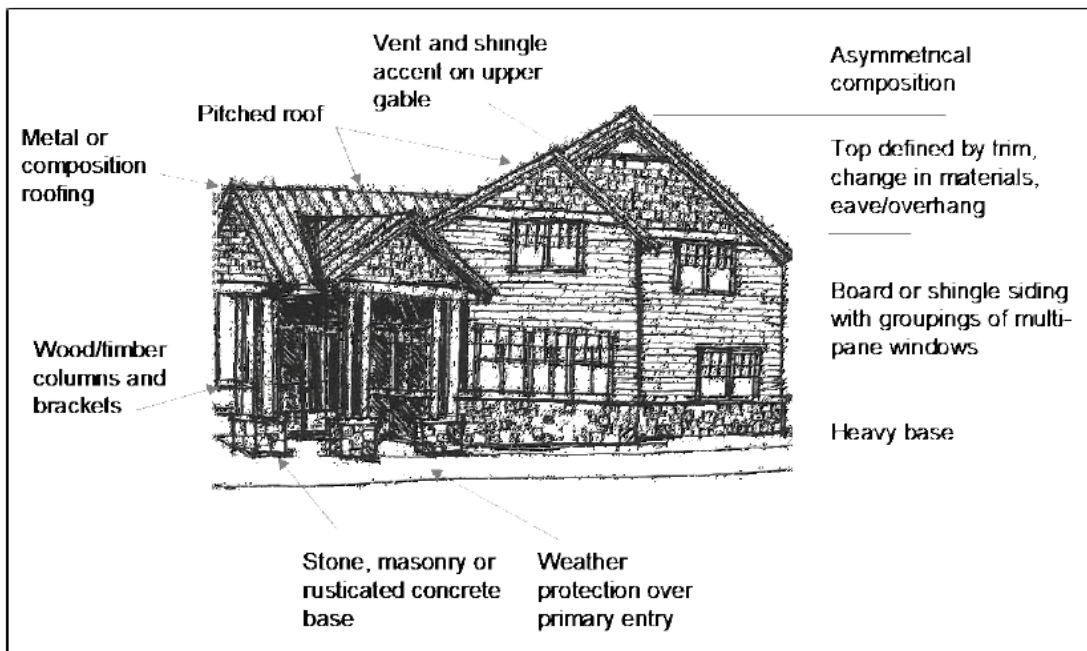 Vent and shingle
accent on upper
gable
Asymmetrical
composition
Pitched roof
Metal or
composition
roofing
Top defined by trim,
change in materials,
eave/overhang
Board or shingle siding
with groupings of multi-
pane windows
Wood/timber
columns and
brackets
Heavy base
Stone, masonry or
rusticated concrete
base
Weather
protection over
primary entry